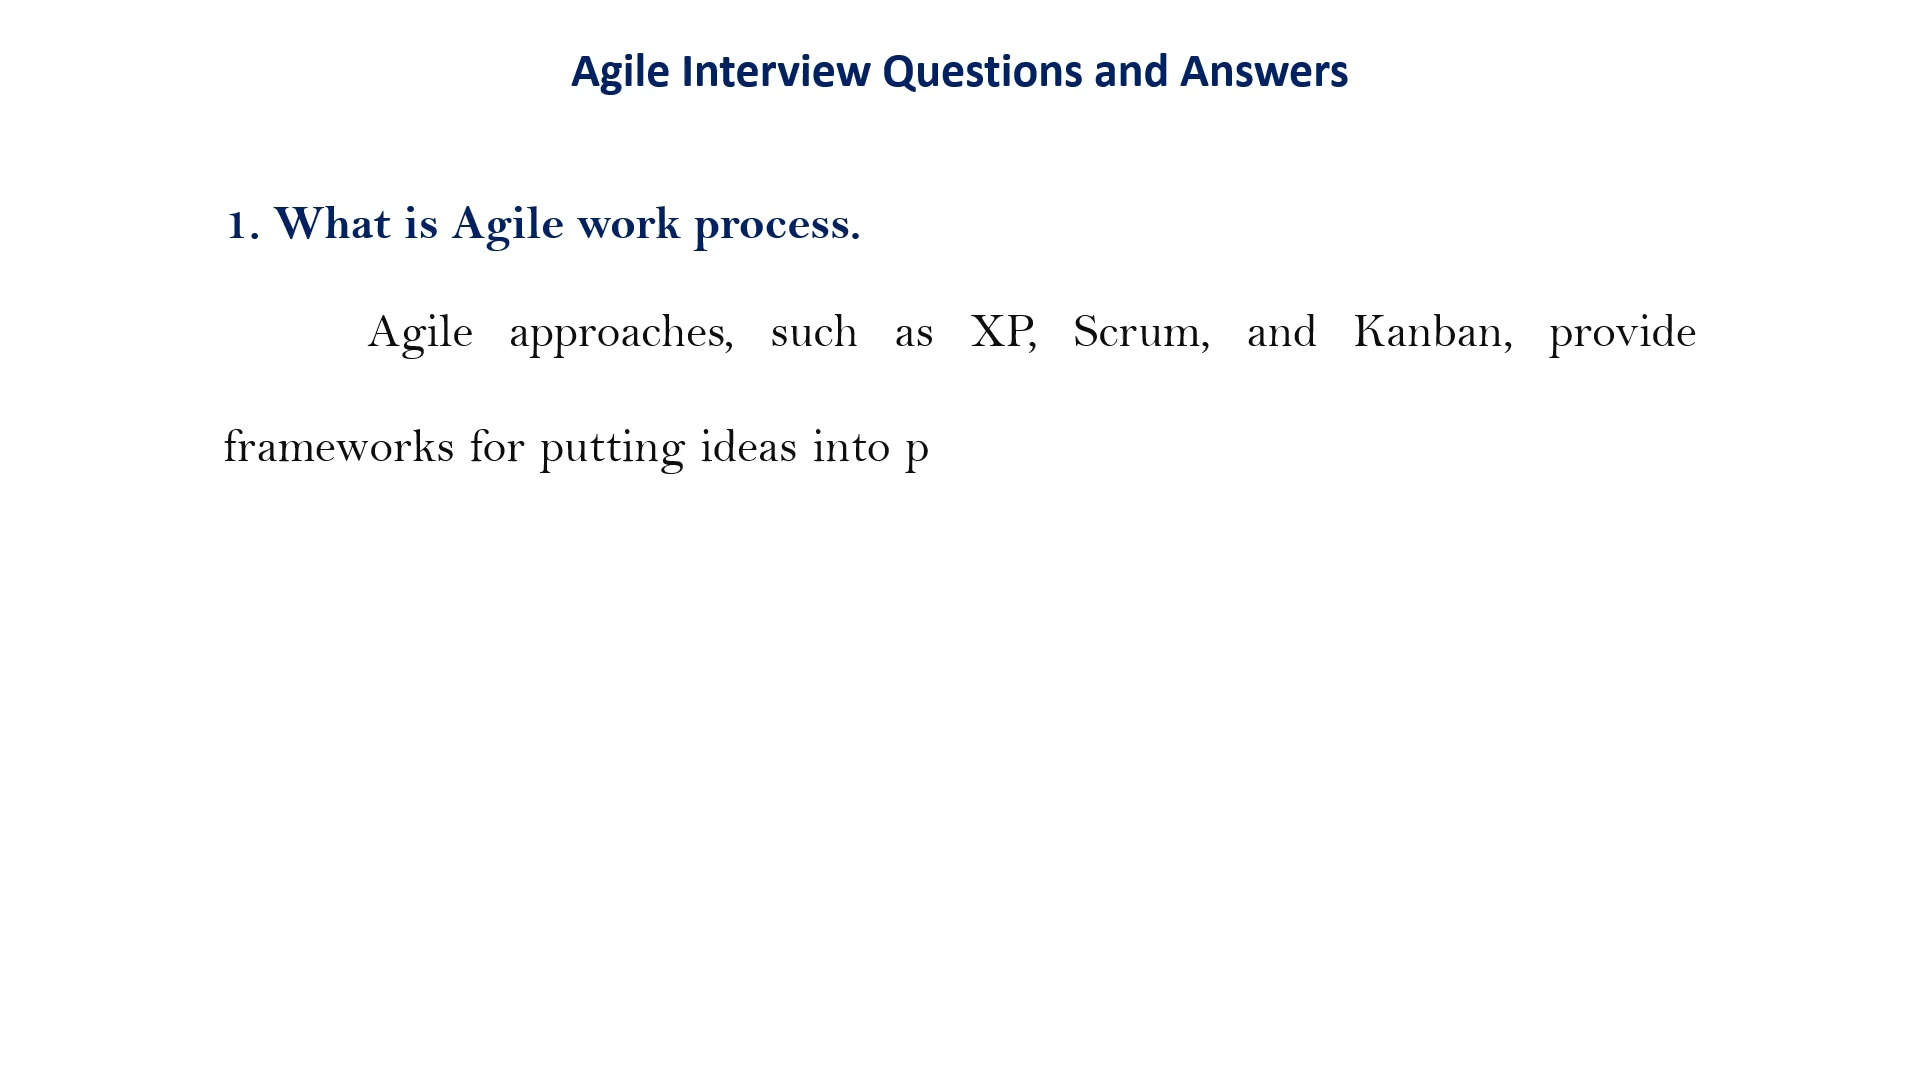 Agile Interview Questions and Answers
1. What is Agile work process.
Agile approaches, such as XP, Scrum, and Kanban, provide
frameworks for putting ideas into p